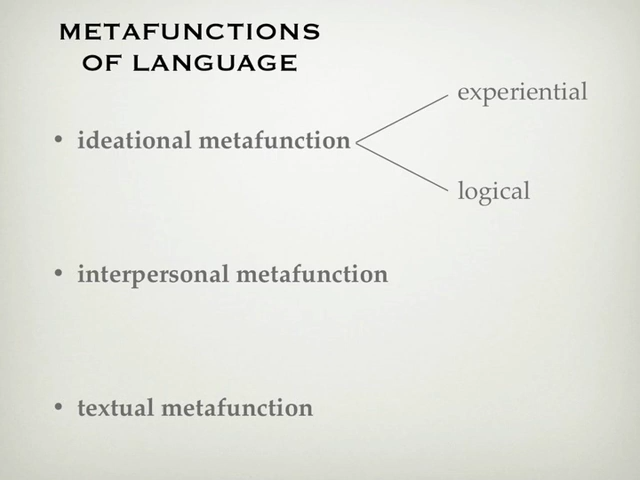 METAFUNCTIONS
OF LANGUAGE
experiential
• ideational metafunction
logical
• interpersonal metafunction
• textual metafunction